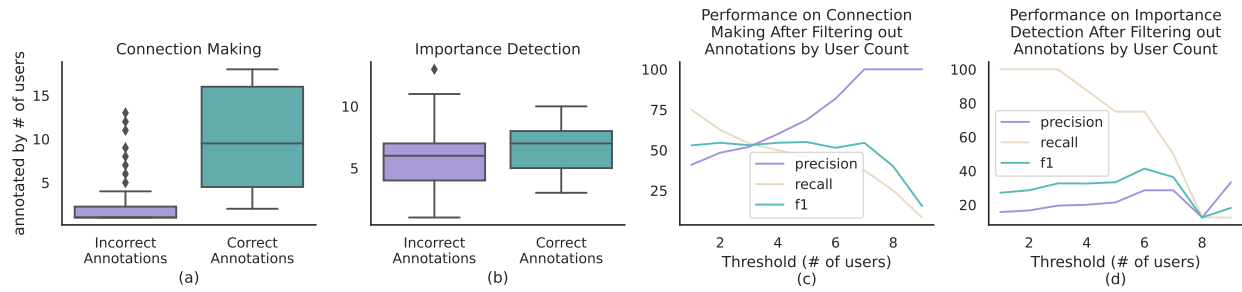 Connection Making
annotated by # of users
15
10
5
Incorrect
Annotations
Correct
Annotations
(a)
Importance Detection
10
5
Incorrect
Annotations
Correct
Annotations
(b)
Performance on Connection
Making After Filtering out
Annotations by User Count
100
75
50
25
precision
recall
f1
2 4 6 8
Threshold (# of users)
(c)
Performance on Importance
Detection After Filtering out
Annotations by User Count
100
80
60
40
20
precision
recall
f1
2 4 6 8
Threshold (# of users)
(d)